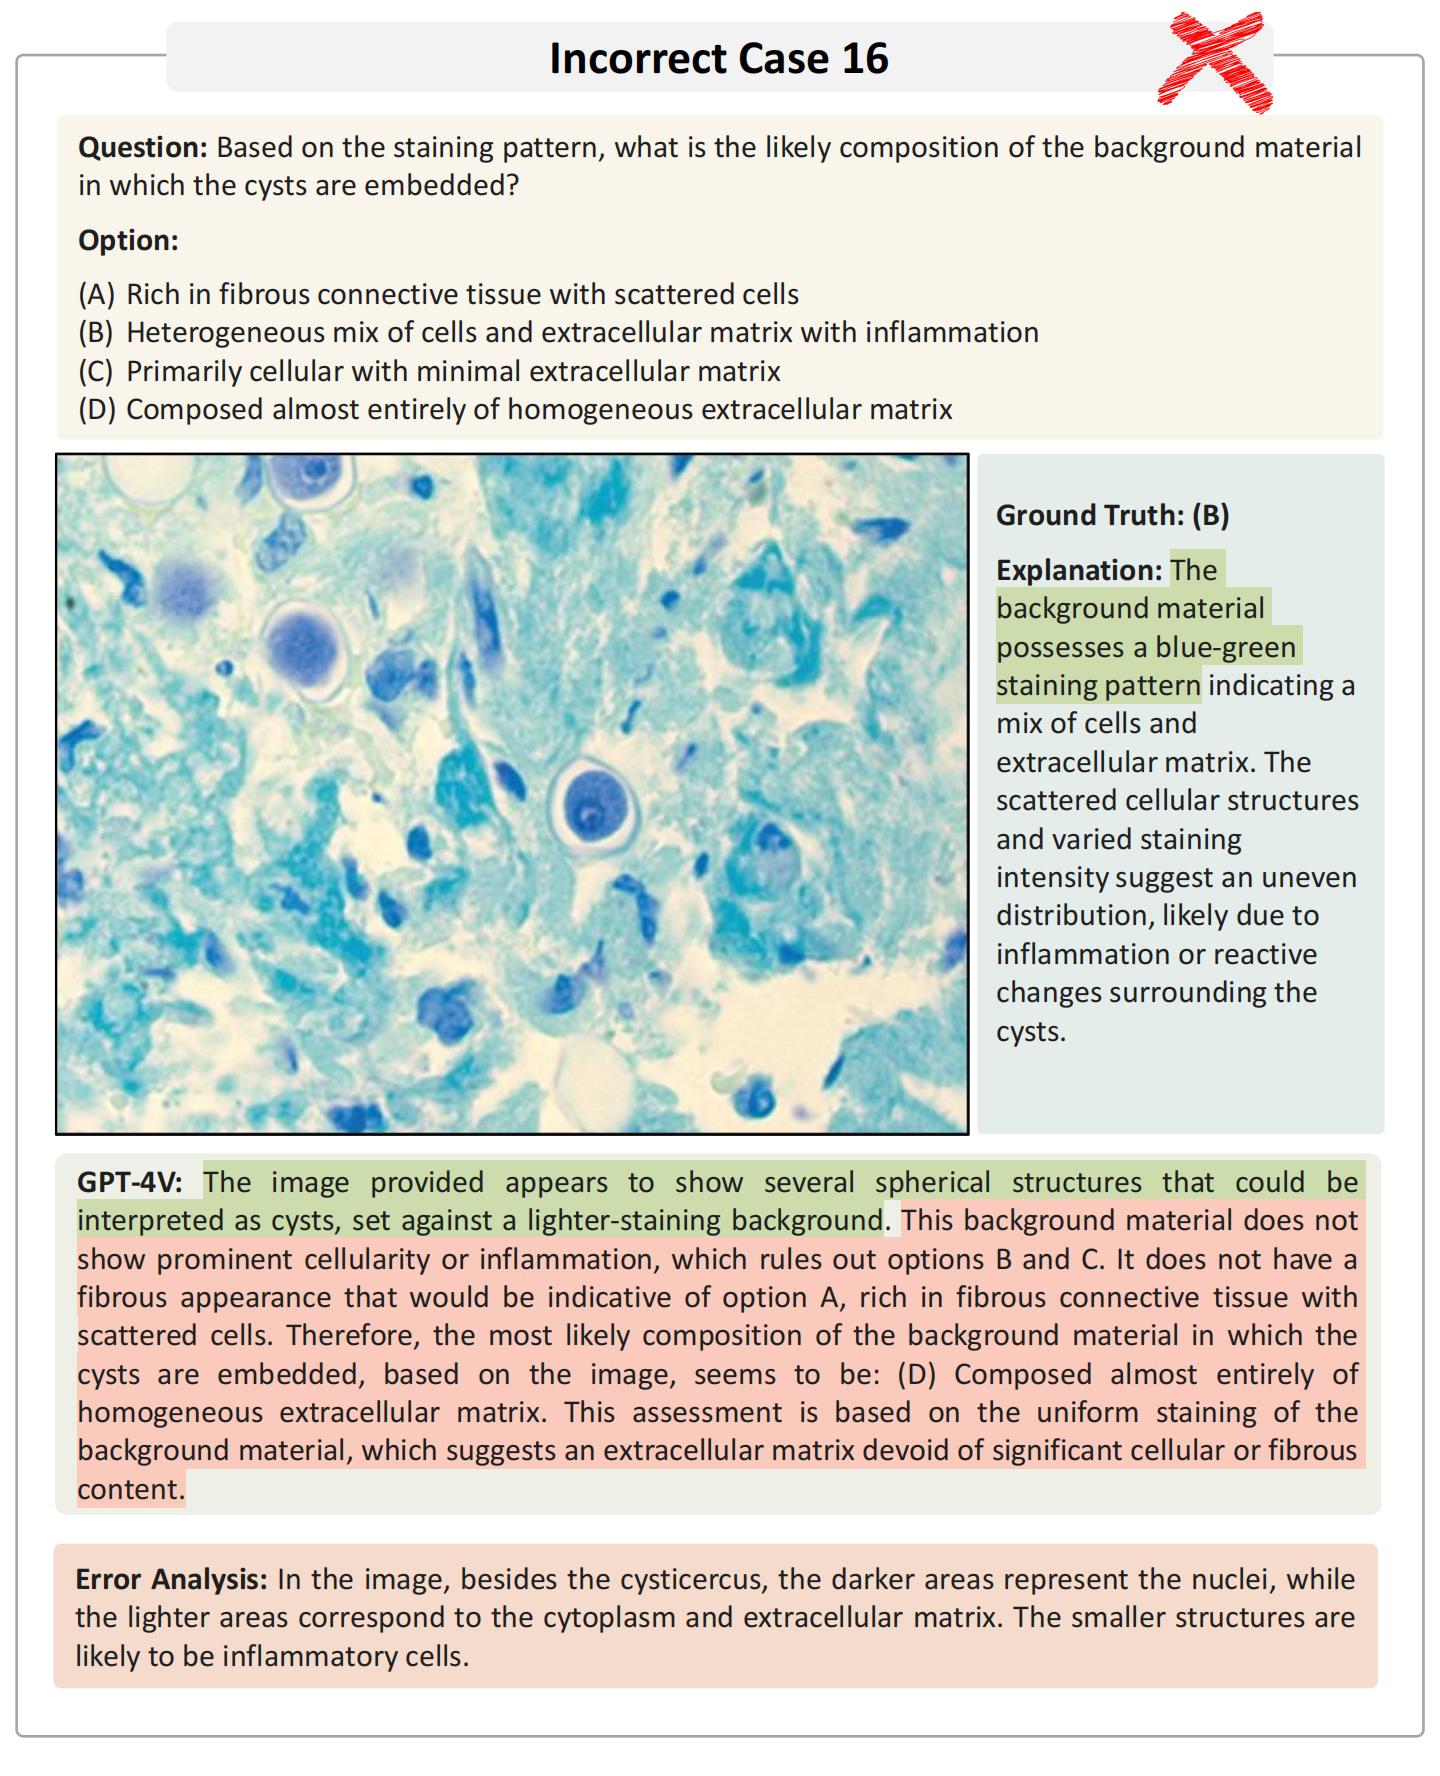 Incorrect Case 16
Question: Based on the staining pattern, what is the likely composition of the background material
in which the cysts are embedded?
Option:
(A) Rich in fibrous connective tissue with scattered cells
(B) Heterogeneous mix of cells and extracellular matrix with inflammation
(C) Primarily cellular with minimal extracellular matrix
(D) Composed almost entirely of homogeneous extracellular matrix
Ground Truth: (B)
Explanation: The
background material
possesses a blue-green
staining pattern indicating a
mix of cells and
extracellular matrix. The
scattered cellular structures
and varied staining
intensity suggest an uneven
distribution, likely due to
inflammation or reactive
changes surrounding the
cysts.
GPT-4V: The image provided appears to show several spherical structures that could be
interpreted as cysts, set against a lighter-staining background. This background material does not
show prominent cellularity or inflammation, which rules out options B and C. It does not have a
fibrous appearance that would be indicative of option A, rich in fibrous connective tissue with
scattered cells. Therefore, the most likely composition of the background material in which the
cysts are embedded, based on the image, seems to be: (D) Composed almost entirely of
homogeneous extracellular matrix. This assessment is based on the uniform staining of the
background material, which suggests an extracellular matrix devoid of significant cellular or fibrous
content.
Error Analysis: In the image, besides the cysticercus, the darker areas represent the nuclei, while
the lighter areas correspond to the cytoplasm and extracellular matrix. The smaller structures are
likely to be inflammatory cells.